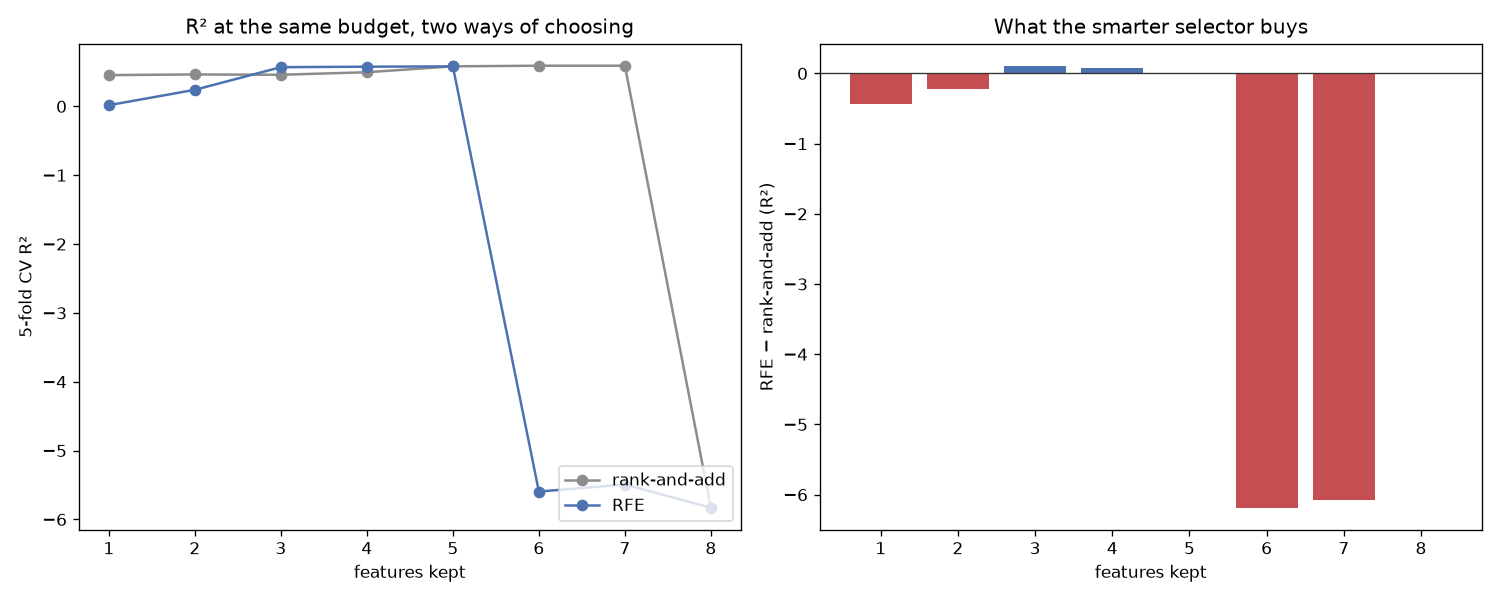 R² at the same budget, two ways of choosing
5-fold CV R²
0
−1
−2
−3
−4
−5
−6
1 2 3 4 5 6 7 8
features kept
rank-and-add
RFE
What the smarter selector buys
RFE − rank-and-add (R²)
0
−1
−2
−3
−4
−5
−6
1 2 3 4 5 6 7 8
features kept